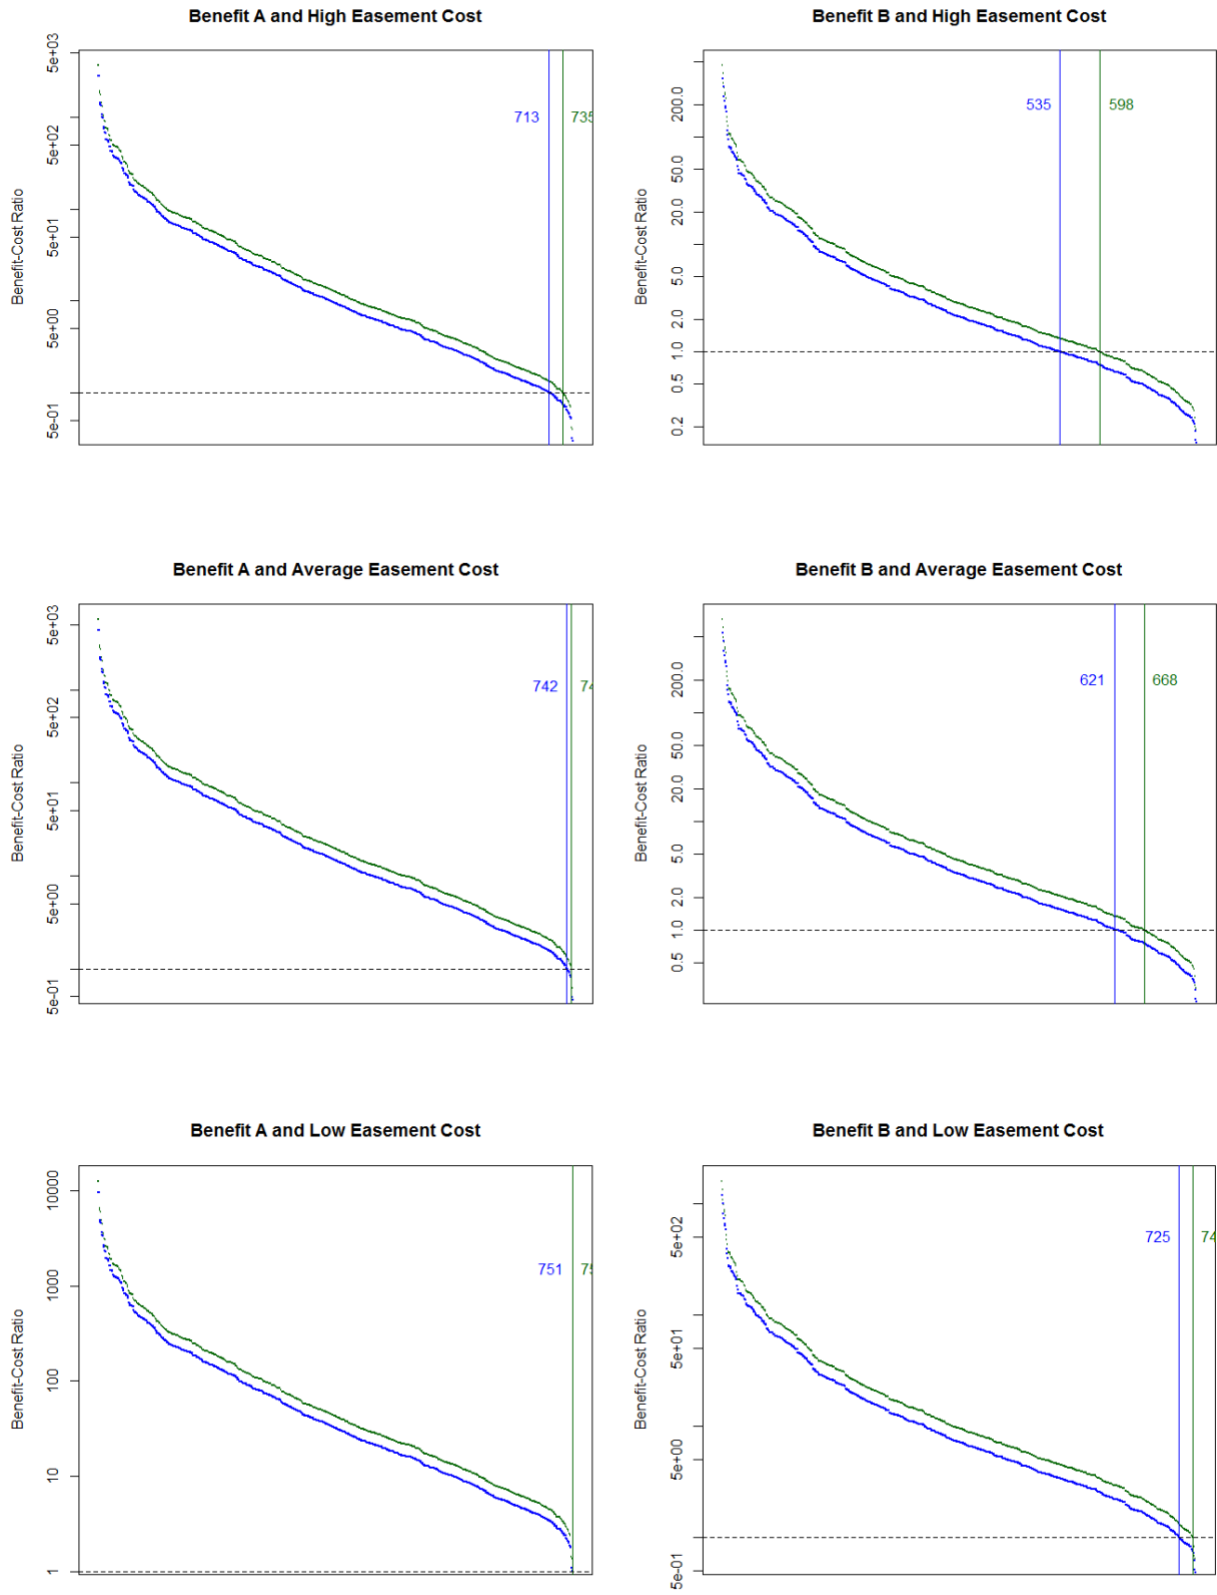 Benefit A and High Easement Cost
Benefit-Cost Ratio
5e+03
5e+02
5e+01
5e+00
5e-01
713
735
Benefit B and High Easement Cost
Benefit-Cost Ratio
200.0
50.0
20.0
5.0
2.0
1.0
0.5
0.2
535
598
Benefit A and Average Easement Cost
Benefit-Cost Ratio
5e+03
5e+02
5e+01
5e+00
5e-01
742
74
Benefit B and Average Easement Cost
Benefit-Cost Ratio
200.0
50.0
20.0
5.0
2.0
1.0
0.5
621
668
Benefit A and Low Easement Cost
Benefit-Cost Ratio
10000
1000
100
10
1
751
75
Benefit B and Low Easement Cost
Benefit-Cost Ratio
5e+02
5e+01
5e+00
5e-01
725
74